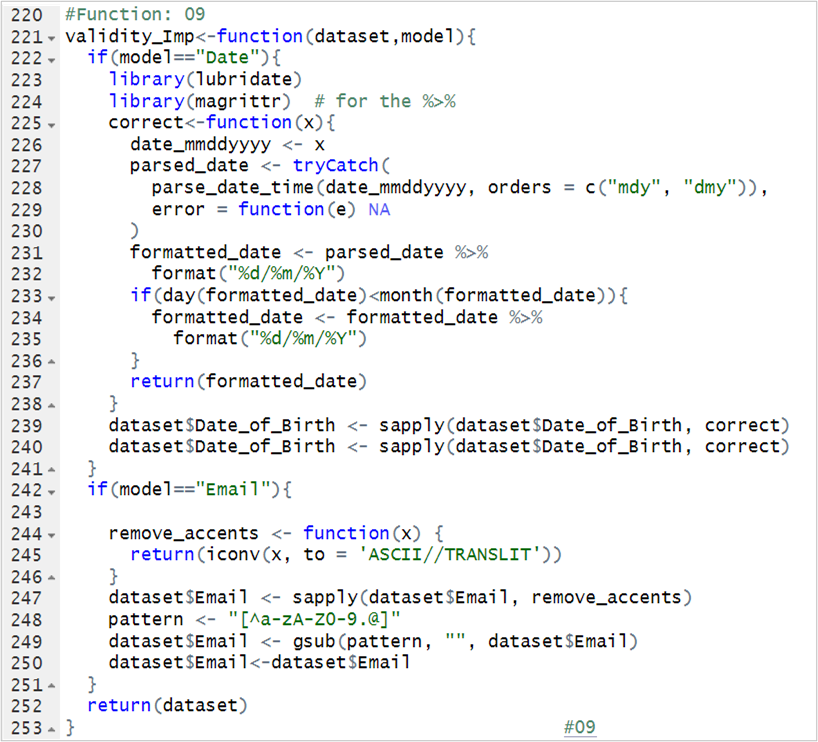 220 #Function: 09
221 validity_Imp<-function(dataset,model){
222   if(model=="Date"){
223     library(lubridate)
224     library(magrittr)  # for the %>%
225     correct<-function(x){
226       date_mmddyyyy <- x
227       parsed_date <- tryCatch(
228         parse_date_time(date_mmddyyyy, orders = c("mdy", "dmy")),
229         error = function(e) NA
230       )
231       formatted_date <- parsed_date %>%
232         format("%d/%m/%Y")
233       if(day(formatted_date)<month(formatted_date)){
234         formatted_date <- formatted_date %>%
235           format("%d/%m/%Y")
236       }
237       return(formatted_date)
238     }
239     dataset$Date_of_Birth <- sapply(dataset$Date_of_Birth, correct)
240     dataset$Date_of_Birth <- sapply(dataset$Date_of_Birth, correct)
241   }
242   if(model=="Email"){
243
244     remove_accents <- function(x) {
245       return(iconv(x, to = 'ASCII//TRANSLIT'))
246     }
247     dataset$Email <- sapply(dataset$Email, remove_accents)
248     pattern <- "[^a-zA-Z0-9.@]"
249     dataset$Email <- gsub(pattern, "", dataset$Email)
250     dataset$Email<-dataset$Email
251   }
252   return(dataset)
253 }                                              #09